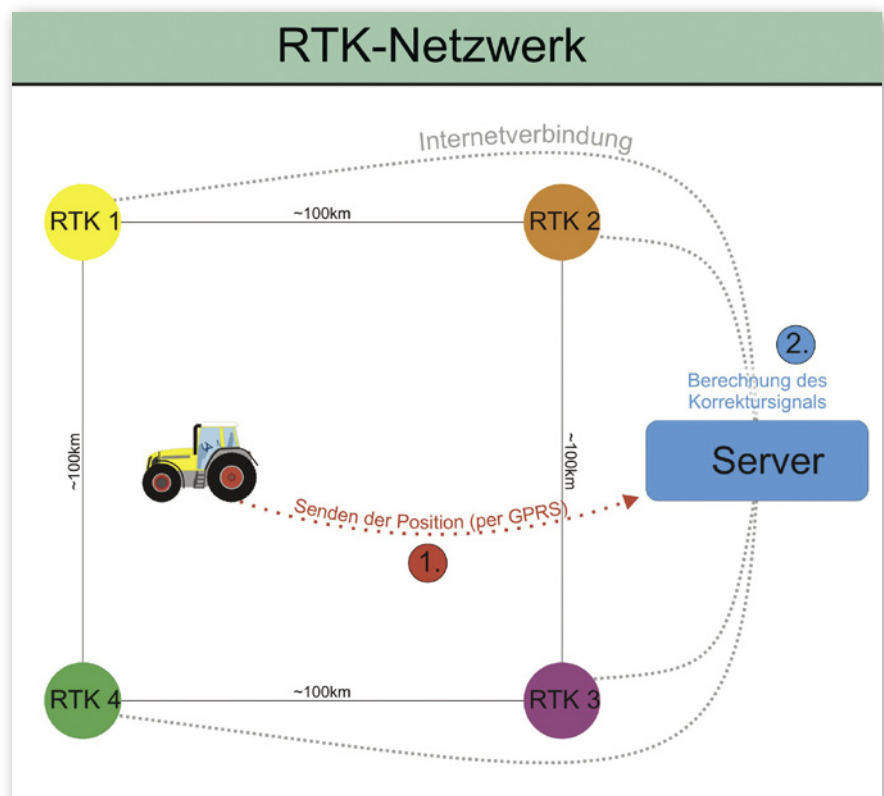 RTK-Netzwerk
Internetverbindung
RTK 1
~100km
RTK 2
2.
Berechnung des
Korrektursignals
~100km
~100km
Server
Senden der Position (per GPRS)
1.
RTK 4
~100km
RTK 3